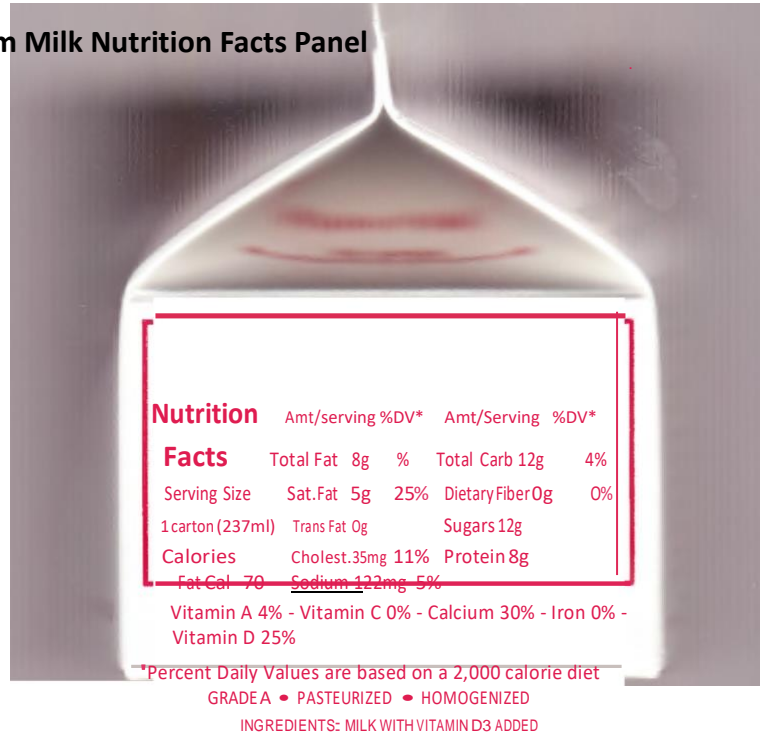 m Milk Nutrition Facts Panel
Nutrition Amt/serving %DV* Amt/Serving %DV*
Facts Total Fat 8g % Total Carb 12g 4%
Serving Size Sat.Fat 5g 25% Dietary Fiber 0g 0%
1 carton (237ml) Trans Fat 0g Sugars 12g
Calories Cholest. 35mg 11% Protein 8g
Fat Cal 70 Sodium 122mg 5%
Vitamin A 4% - Vitamin C 0% - Calcium 30% - Iron 0% -
Vitamin D 25%
'Percent Daily Values are based on a 2,000 calorie diet
GRADE A • PASTEURIZED • HOMOGENIZED
INGREDIENTS: MILK WITH VITAMIN D3 ADDED